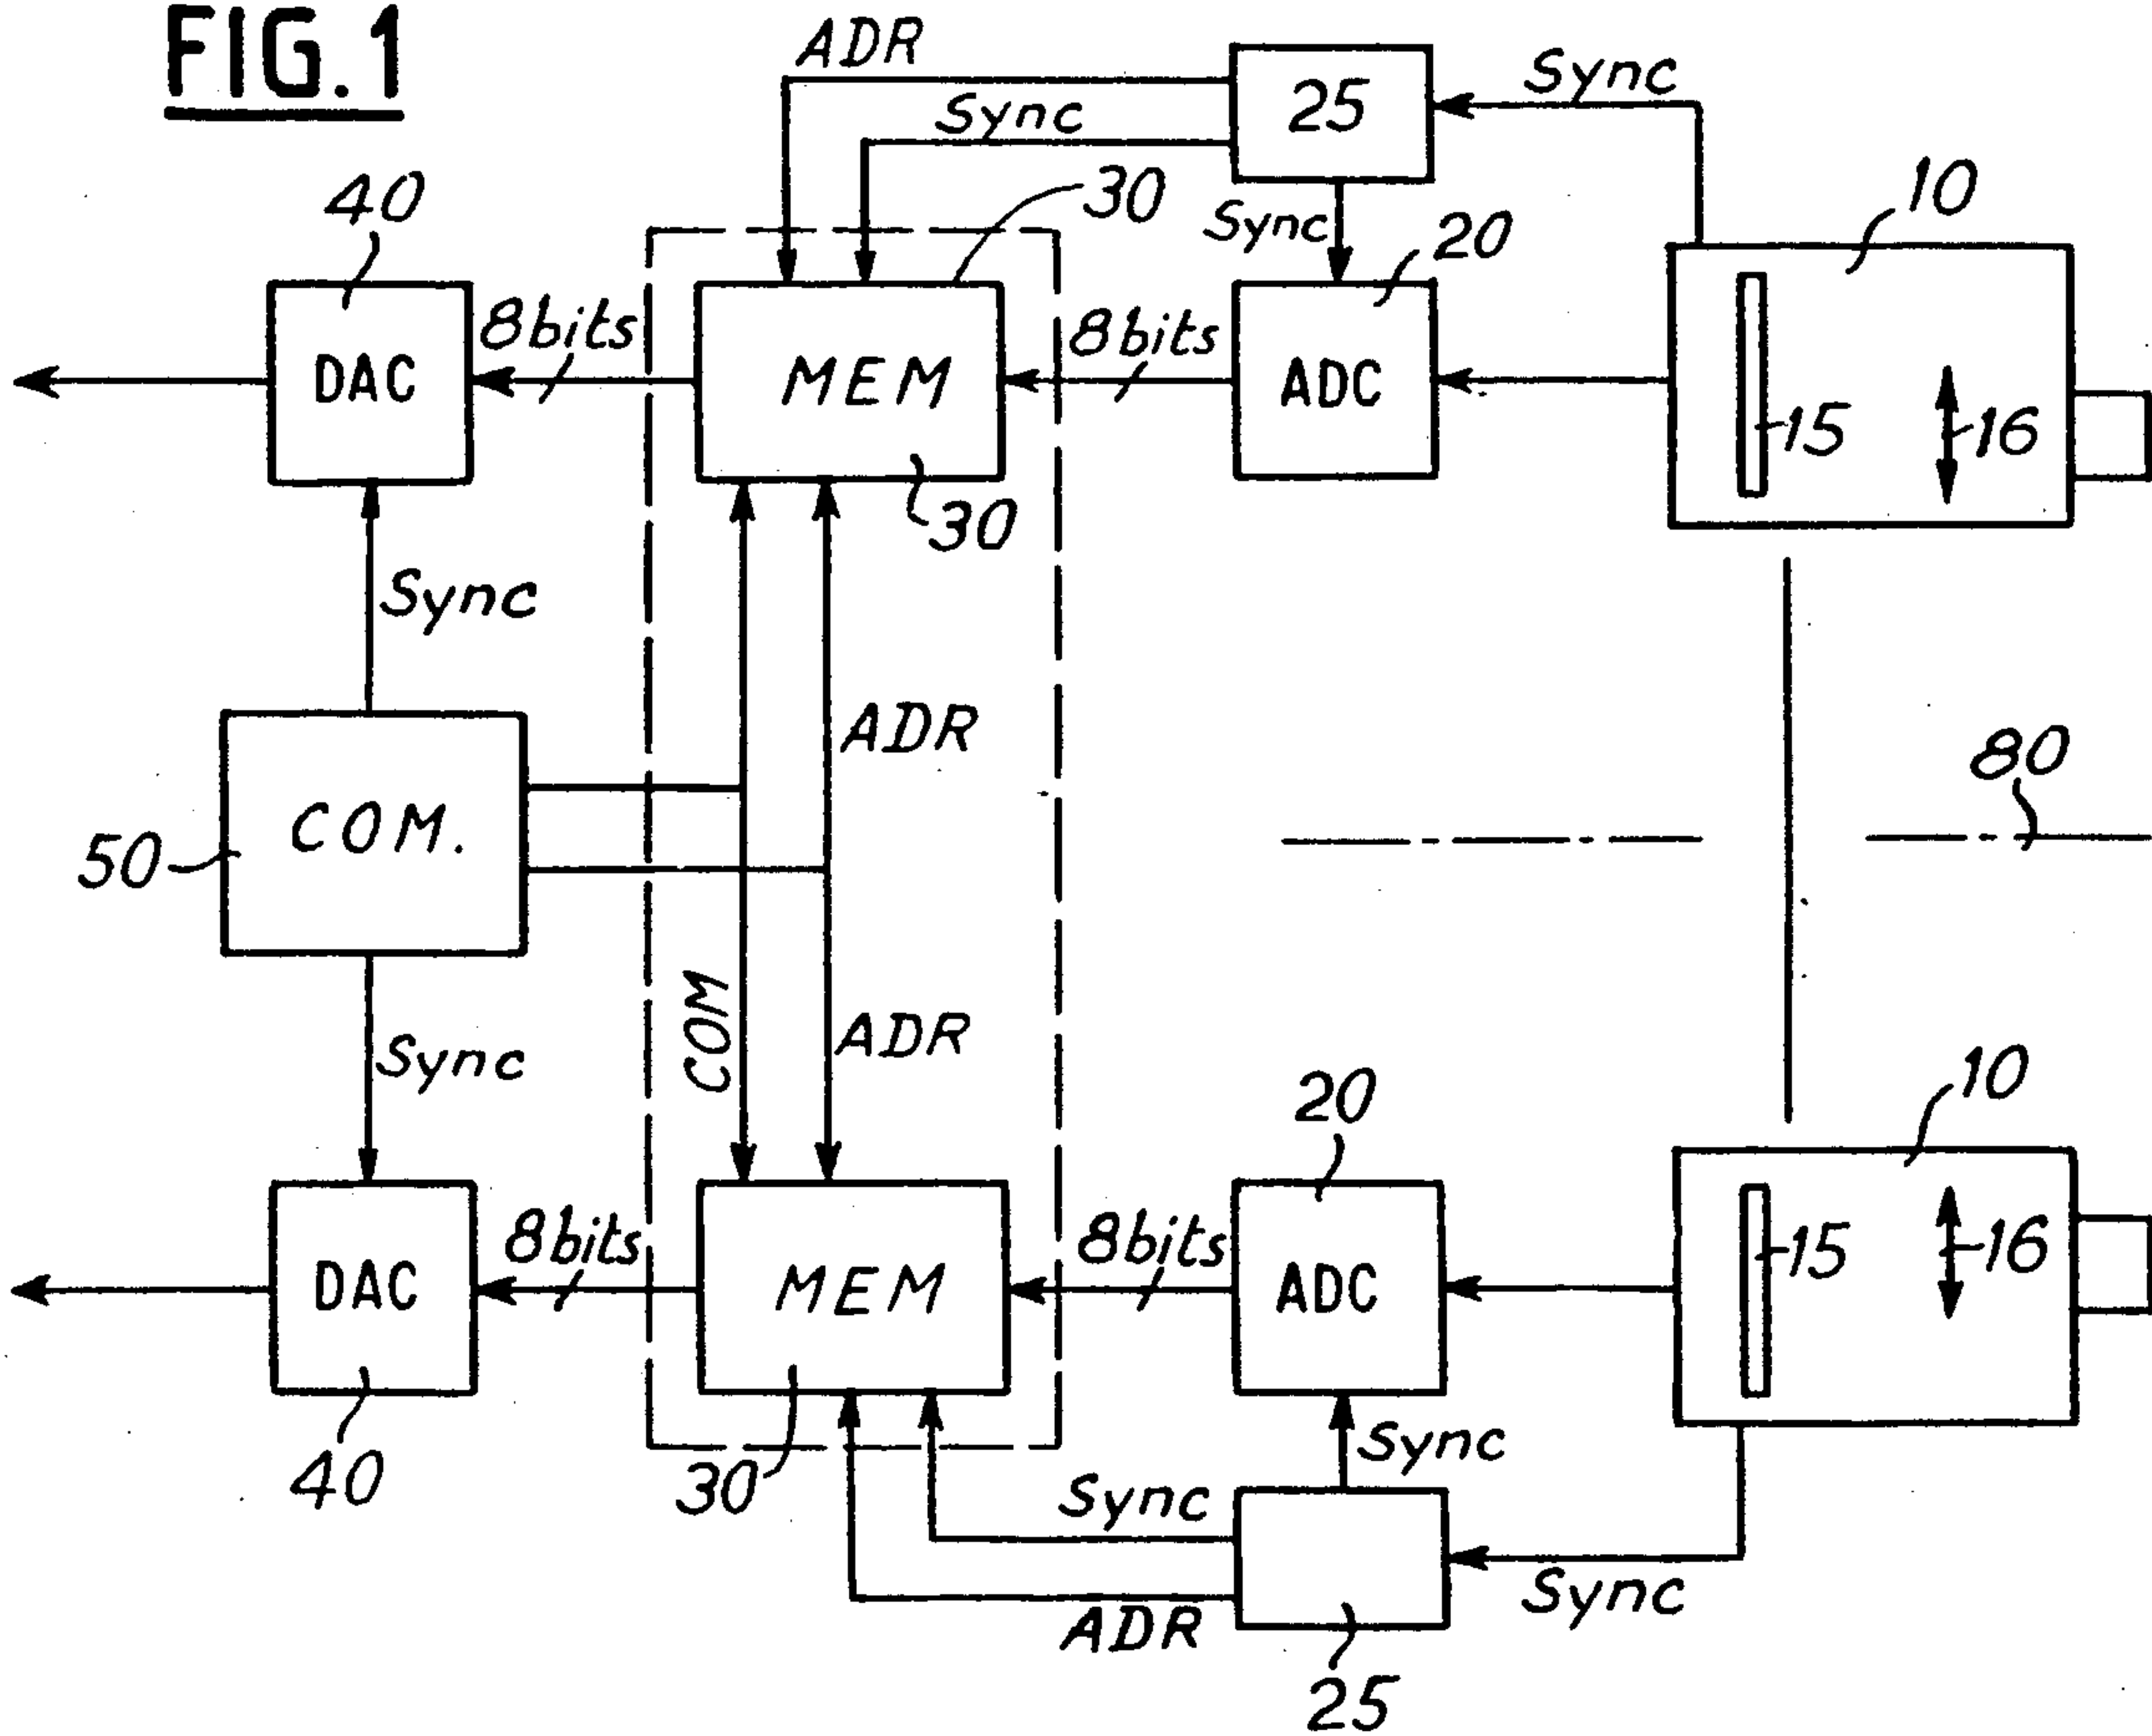 FIG.1
ADR
Sync
25
Sync
30
Sync
10
40
20
8bits
MEM
8bits
DAC
ADC
15
16
30
Sync
ADR
80
COM.
50
COM
ADR
Sync
20
10
8bits
8bits
15
16
DAC
MEM
ADC
40
30
Sync
Sync
Sync
ADR
25